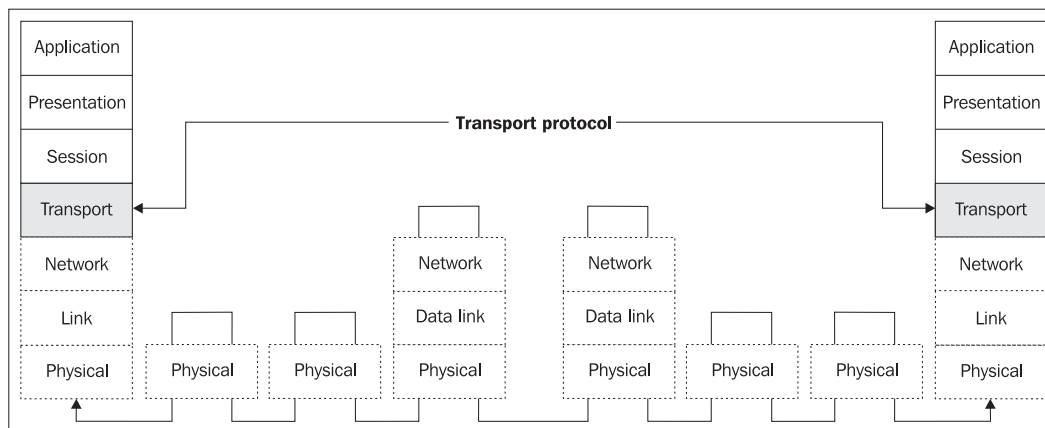 Application
Application
Presentation
Presentation
Transport protocol
Session
Session
Transport
Transport
Network
Network
Network
Network
Link
Data link
Data link
Link
Physical
Physical
Physical
Physical
Physical
Physical
Physical
Physical